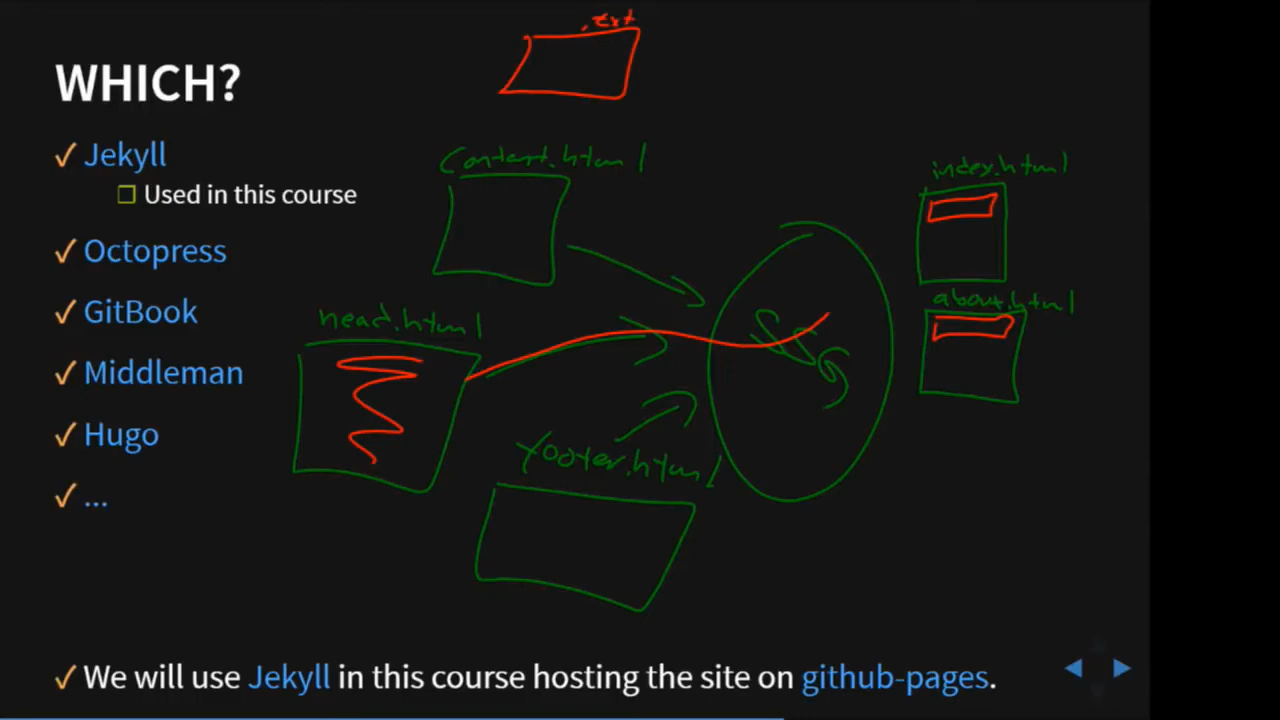 .txt
WHICH?
✓ Jekyll
❒ Used in this course
✓ Octopress
✓ GitBook
✓ Middleman
✓ Hugo
✓ ...
content.html
head.html
footer.html
SSG
index.html
about.html
✓ We will use Jekyll in this course hosting the site on github-pages.